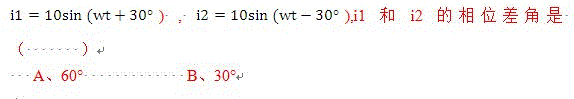 i1 = 10sin (wt + 30° ) , i2 = 10sin (wt − 30° ),i1 和 i2 的相位差角是
（·······）
A、60° B、30°